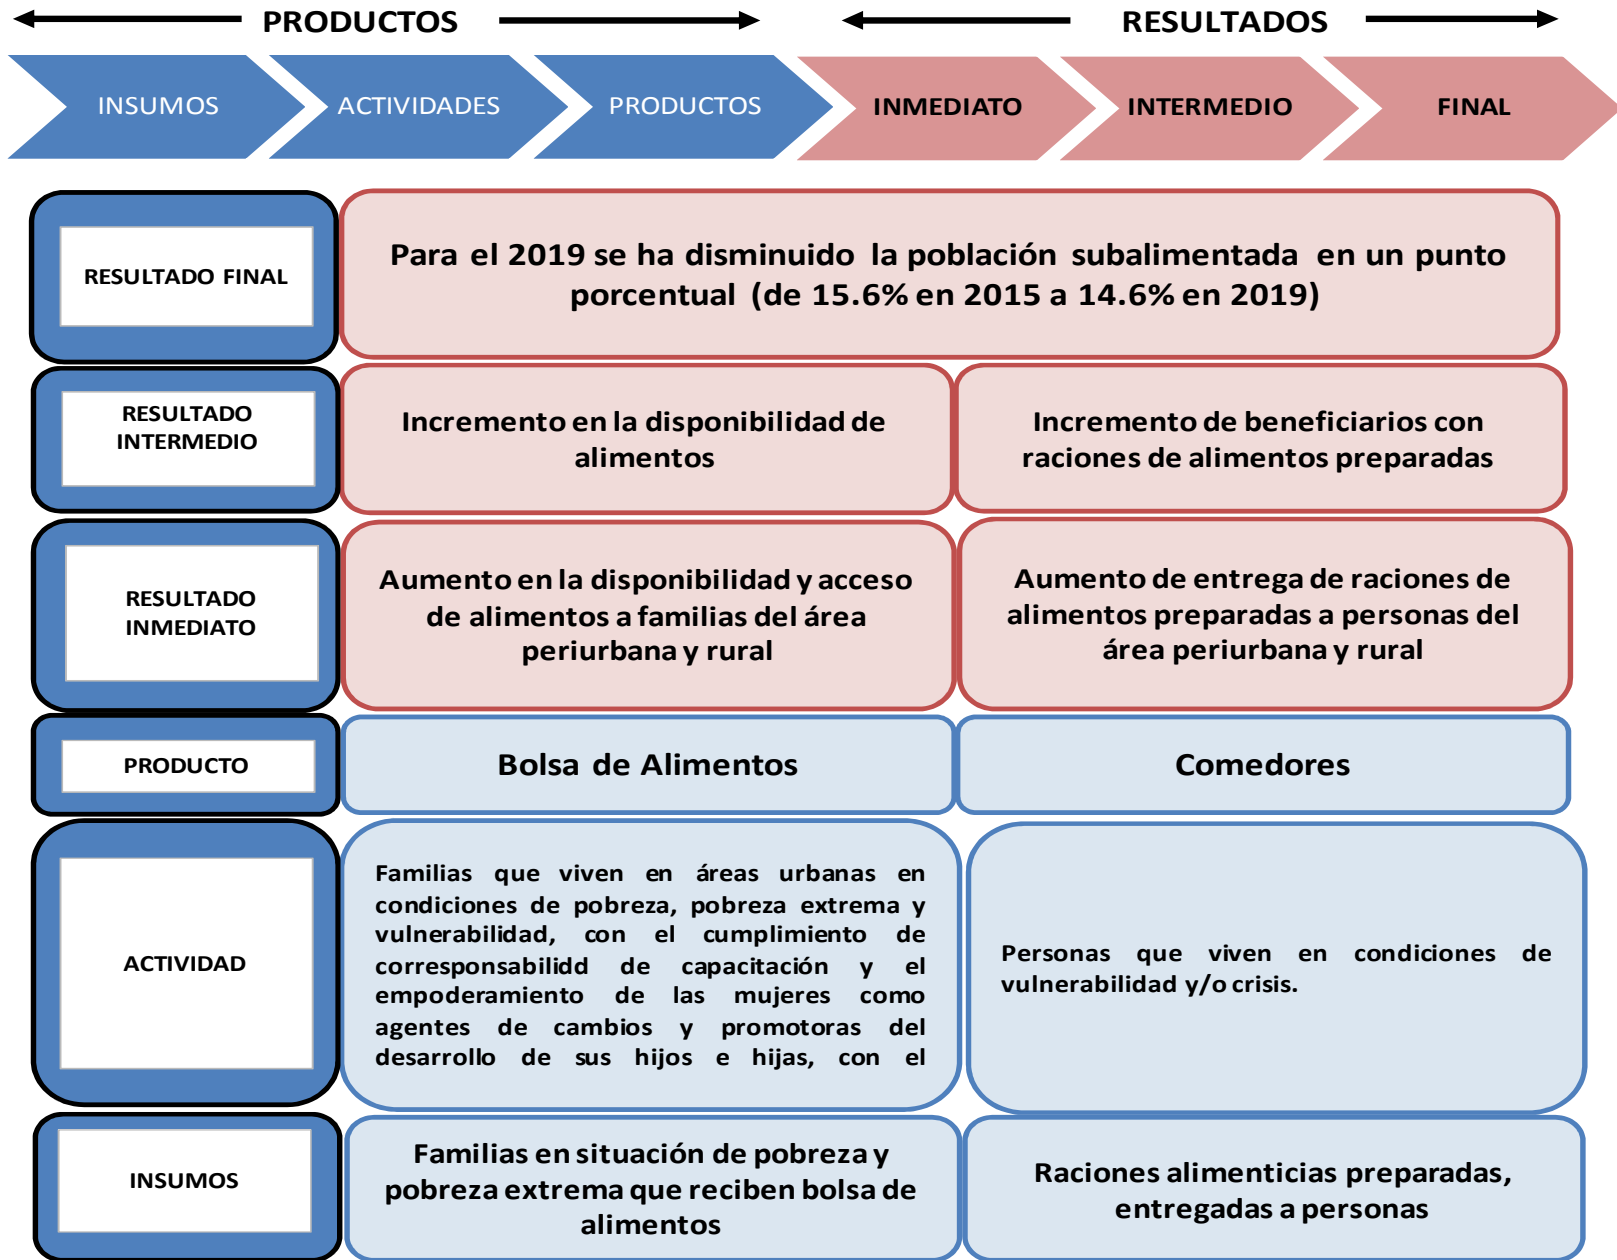 PRODUCTOS
RESULTADOS
INSUMOS
ACTIVIDADES
PRODUCTOS
INMEDIATO
INTERMEDIO
FINAL
RESULTADO FINAL
Para el 2019 se ha disminuido la población subalimentada en un punto
porcentual (de 15.6% en 2015 a 14.6% en 2019)
RESULTADO
INTERMEDIO
Incremento en la disponibilidad de
alimentos
Incremento de beneficiarios con
raciones de alimentos preparadas
RESULTADO
INMEDIATO
Aumento en la disponibilidad y acceso
de alimentos a familias del área
periurbana y rural
Aumento de entrega de raciones de
alimentos preparadas a personas del
área periurbana y rural
PRODUCTO
Bolsa de Alimentos
Comedores
ACTIVIDAD
Familias que viven en áreas urbanas en
condiciones de pobreza, pobreza extrema y
vulnerabilidad, con el cumplimiento de
corresponsabilidd de capacitación y el
empoderamiento de las mujeres como
agentes de cambios y promotoras del
desarrollo de sus hijos e hijas, con el
Personas que viven en condiciones de
vulnerabilidad y/o crisis.
INSUMOS
Familias en situación de pobreza y
pobreza extrema que reciben bolsa de
alimentos
Raciones alimenticias preparadas,
entregadas a personas